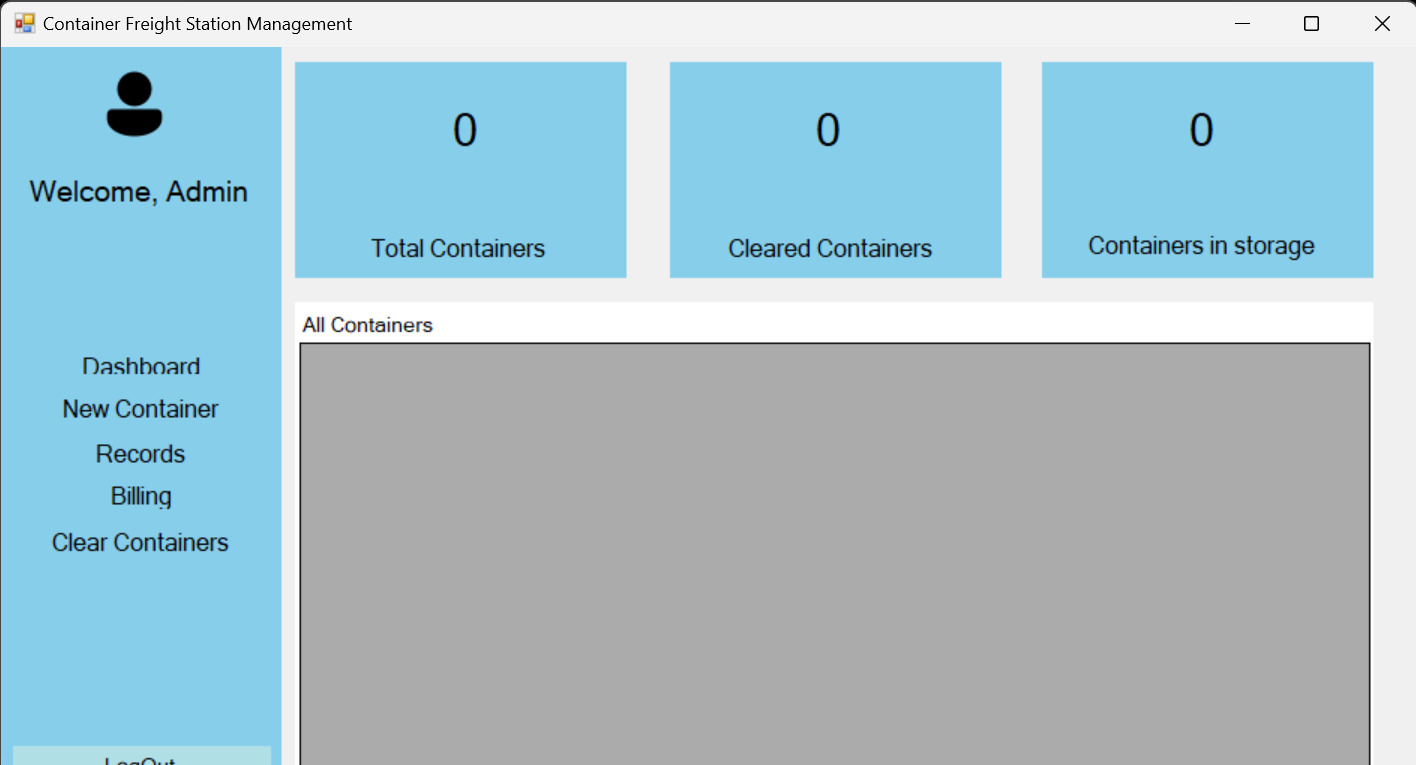 Container Freight Station Management
Welcome, Admin
Dashboard
New Container
Records
Billing
Clear Containers
LogOut
0
Total Containers
0
Cleared Containers
0
Containers in storage
All Containers